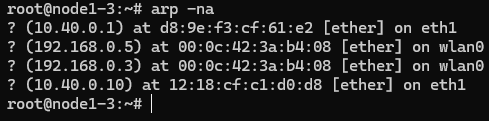 root@node1-3:~# arp -na
? (10.40.0.1) at d8:9e:f3:cf:61:e2 [ether] on eth1
? (192.168.0.5) at 00:0c:42:3a:b4:08 [ether] on wlan0
? (192.168.0.3) at 00:0c:42:3a:b4:08 [ether] on wlan0
? (10.40.0.10) at 12:18:cf:c1:d0:d8 [ether] on eth1
root@node1-3:~#